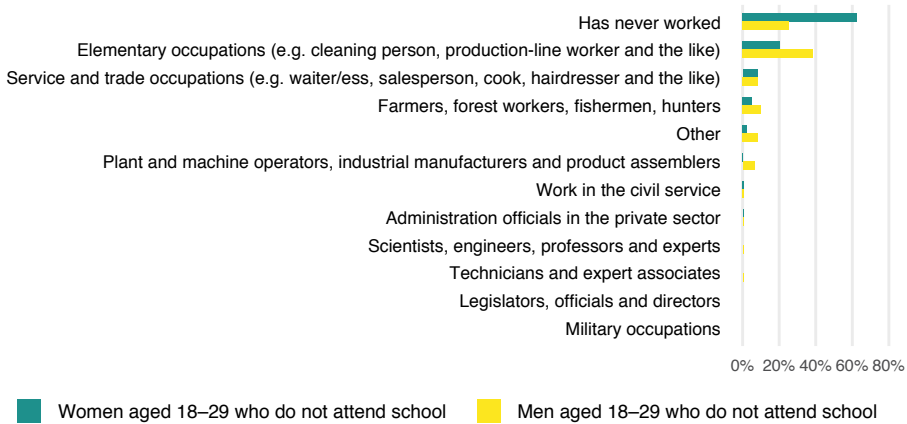 Has never worked
Elementary occupations (e.g. cleaning person, production-line worker and the like)
Service and trade occupations (e.g. waiter/ess, salesperson, cook, hairdresser and the like)
Farmers, forest workers, fishermen, hunters
Other
Plant and machine operators, industrial manufacturers and product assemblers
Work in the civil service
Administration officials in the private sector
Scientists, engineers, professors and experts
Technicians and expert associates
Legislators, officials and directors
Military occupations
0% 20% 40% 60% 80%
Women aged 18–29 who do not attend school
Men aged 18–29 who do not attend school